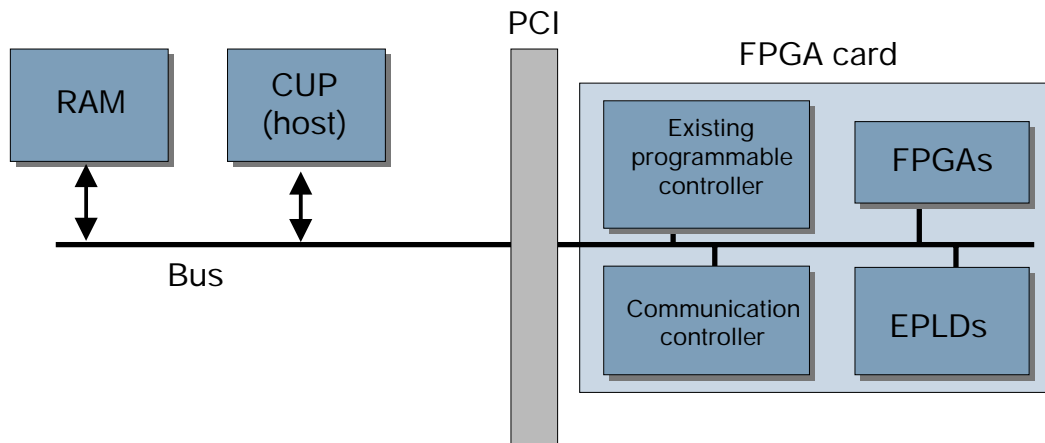 PCI
FPGA card
RAM
CUP
(host)
Existing
programmable
controller
FPGAs
Bus
Communication
controller
EPLDs